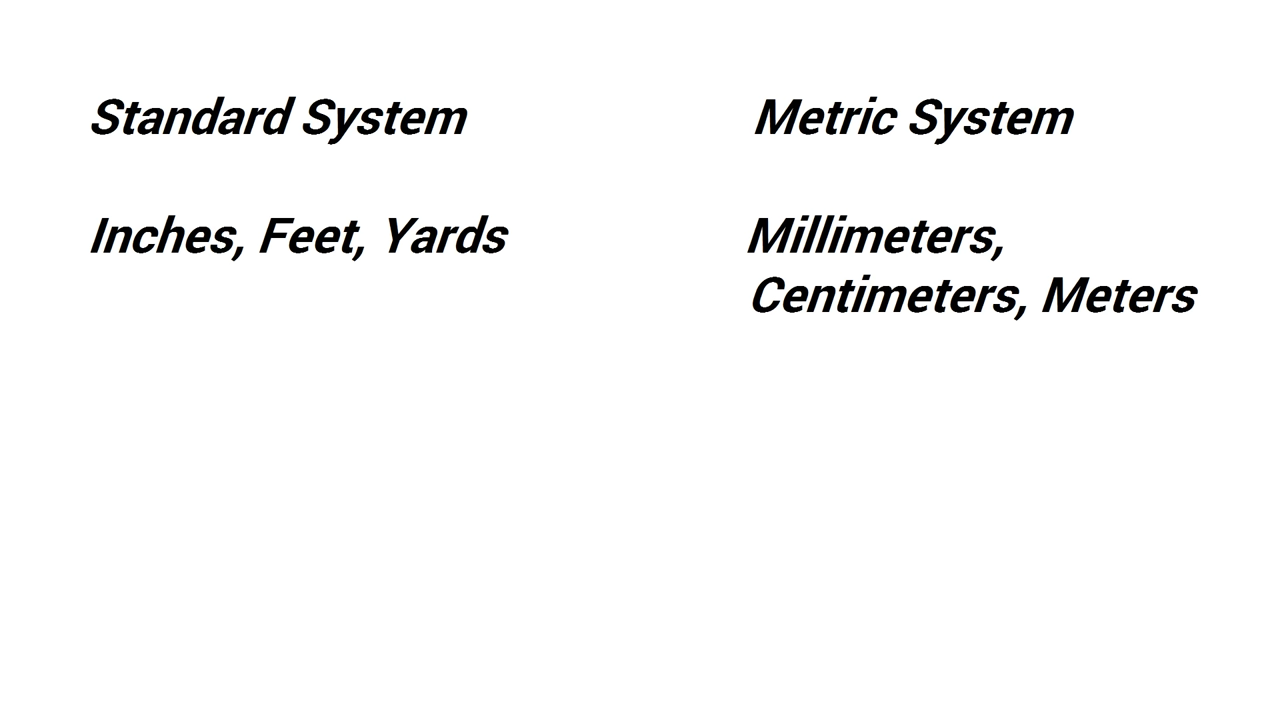 Standard System
Metric System
Inches, Feet, Yards
Millimeters,
Centimeters, Meters